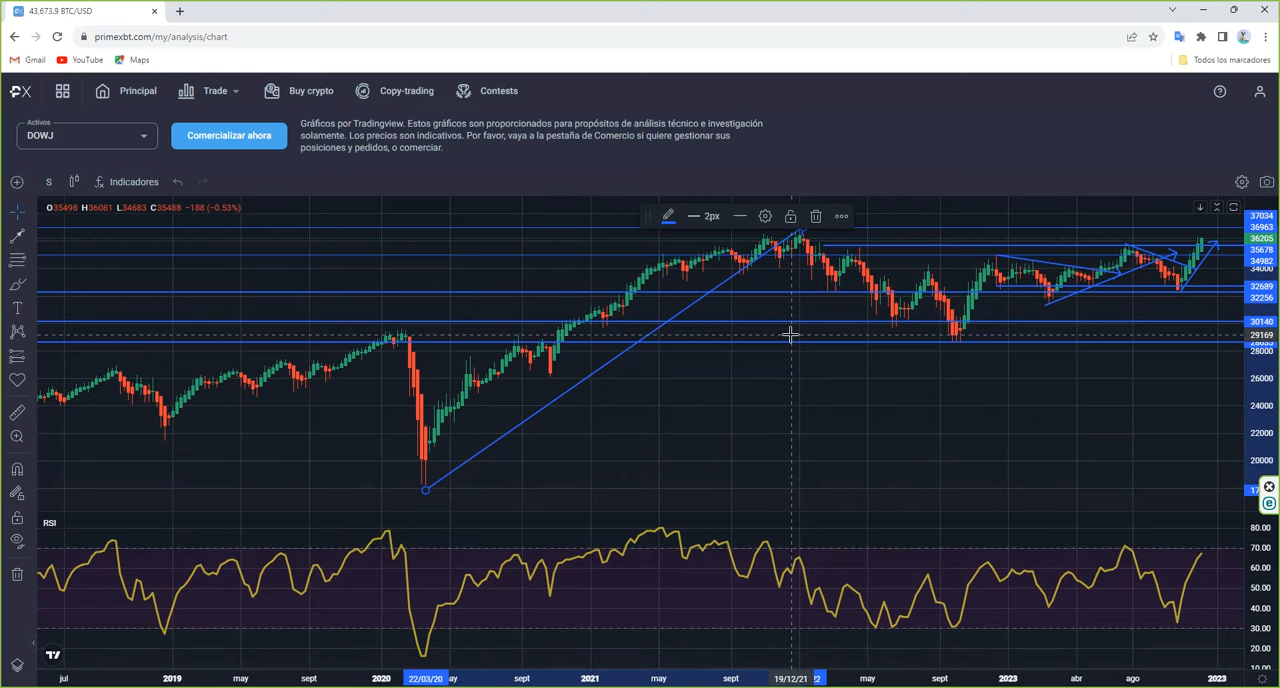 43,673.9 BTC/USD
primexbt.com/my/analysis/chart
Gmail YouTube Maps Todos los marcadores
PX Principal Trade Buy crypto Copy-trading Contests
Activos
DOWJ
Comercializar ahora
Gráficos por Tradingview. Estos gráficos son proporcionados para propósitos de análisis técnico e investigación
solamente. Los precios son indicativos. Por favor, vaya a la pestaña de Comercio si quiere gestionar sus
posiciones y pedidos, o comerciar.
S Indicadores
O35498 H36081 L34683 C35488 −188 (−0.53%)
2px
37034
36963
36205
35678
34982
34000
32689
32256
30140
29169
28000
26000
24000
22000
20000
17
RSI
80.00
70.00
60.00
50.00
40.00
30.00
20.00
10.00
jul 2019 may sept 2020 22/03/20 ay sept 2021 may sept 19/12/21 22 may sept 2023 abr ago 2023